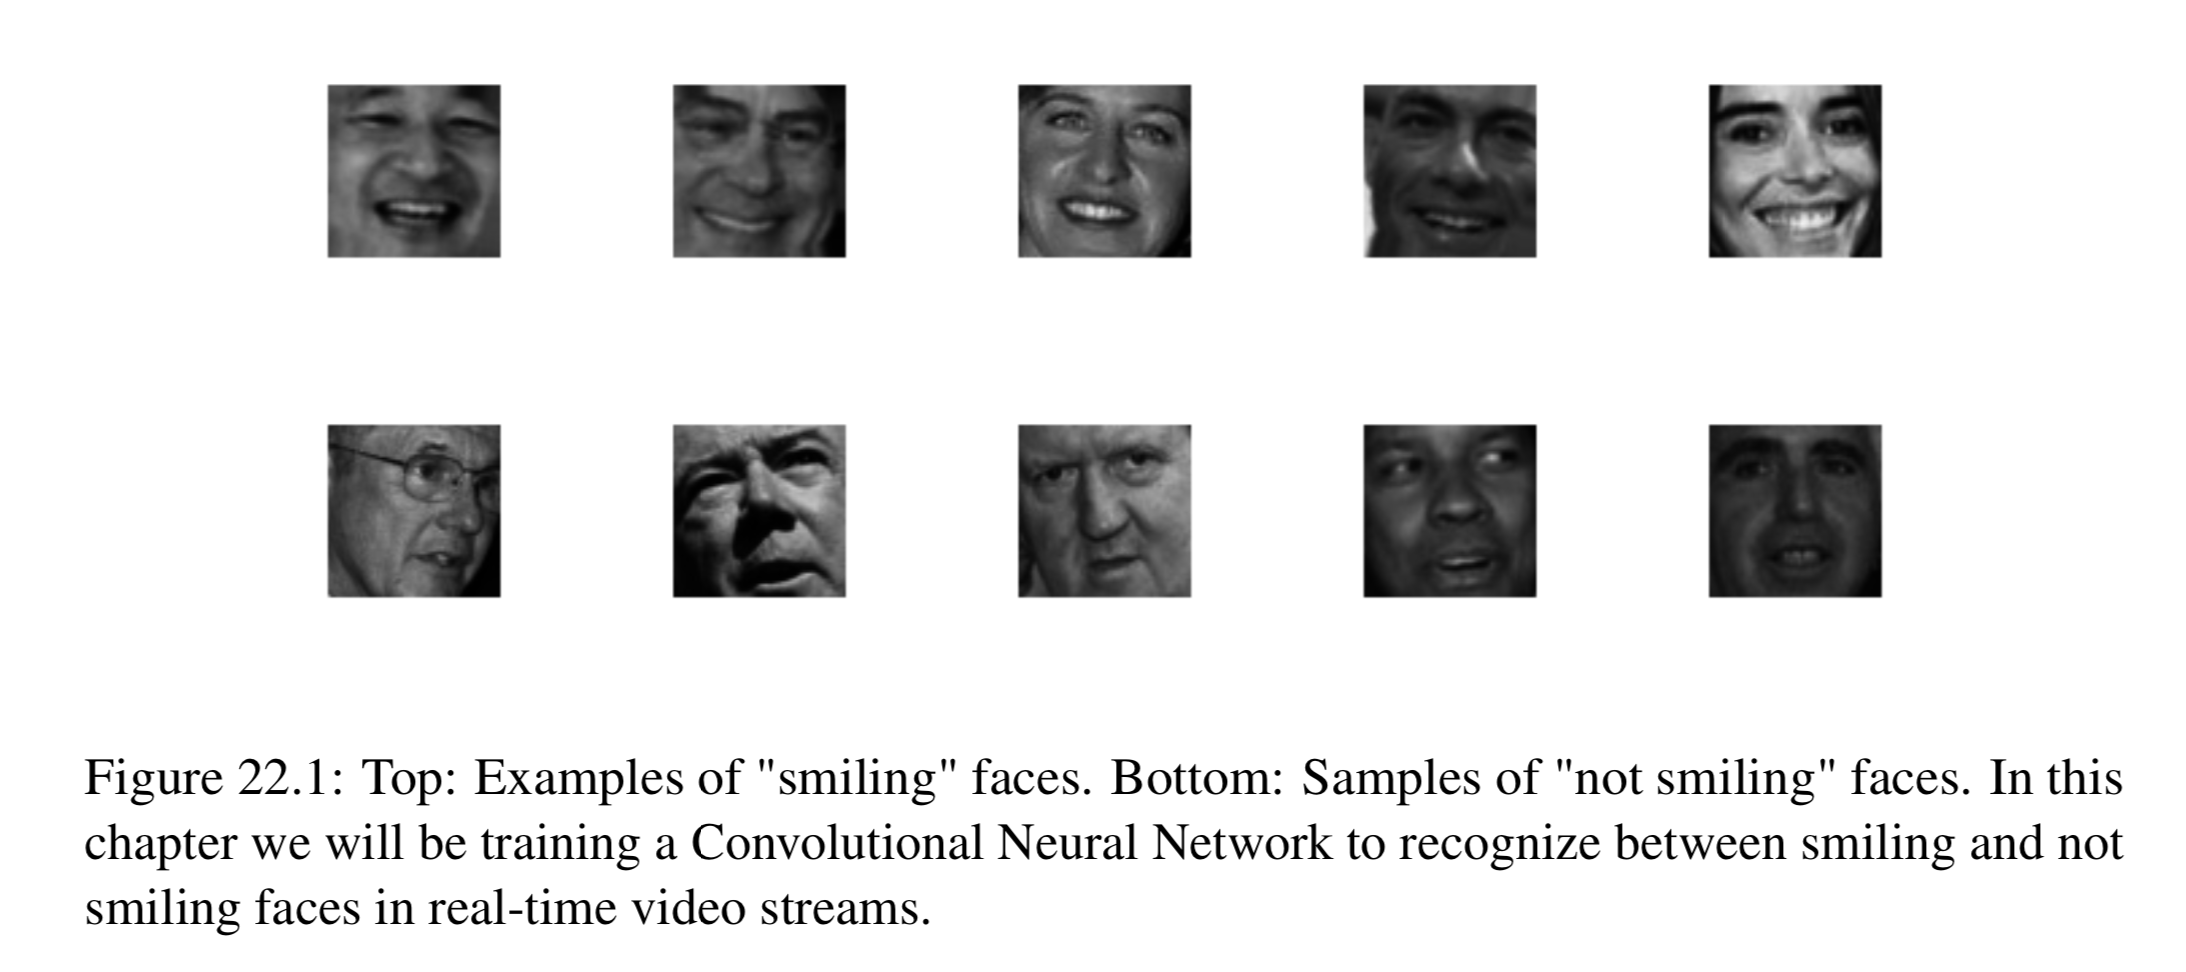 Figure 22.1: Top: Examples of "smiling" faces. Bottom: Samples of "not smiling" faces. In this
chapter we will be training a Convolutional Neural Network to recognize between smiling and not
smiling faces in real-time video streams.